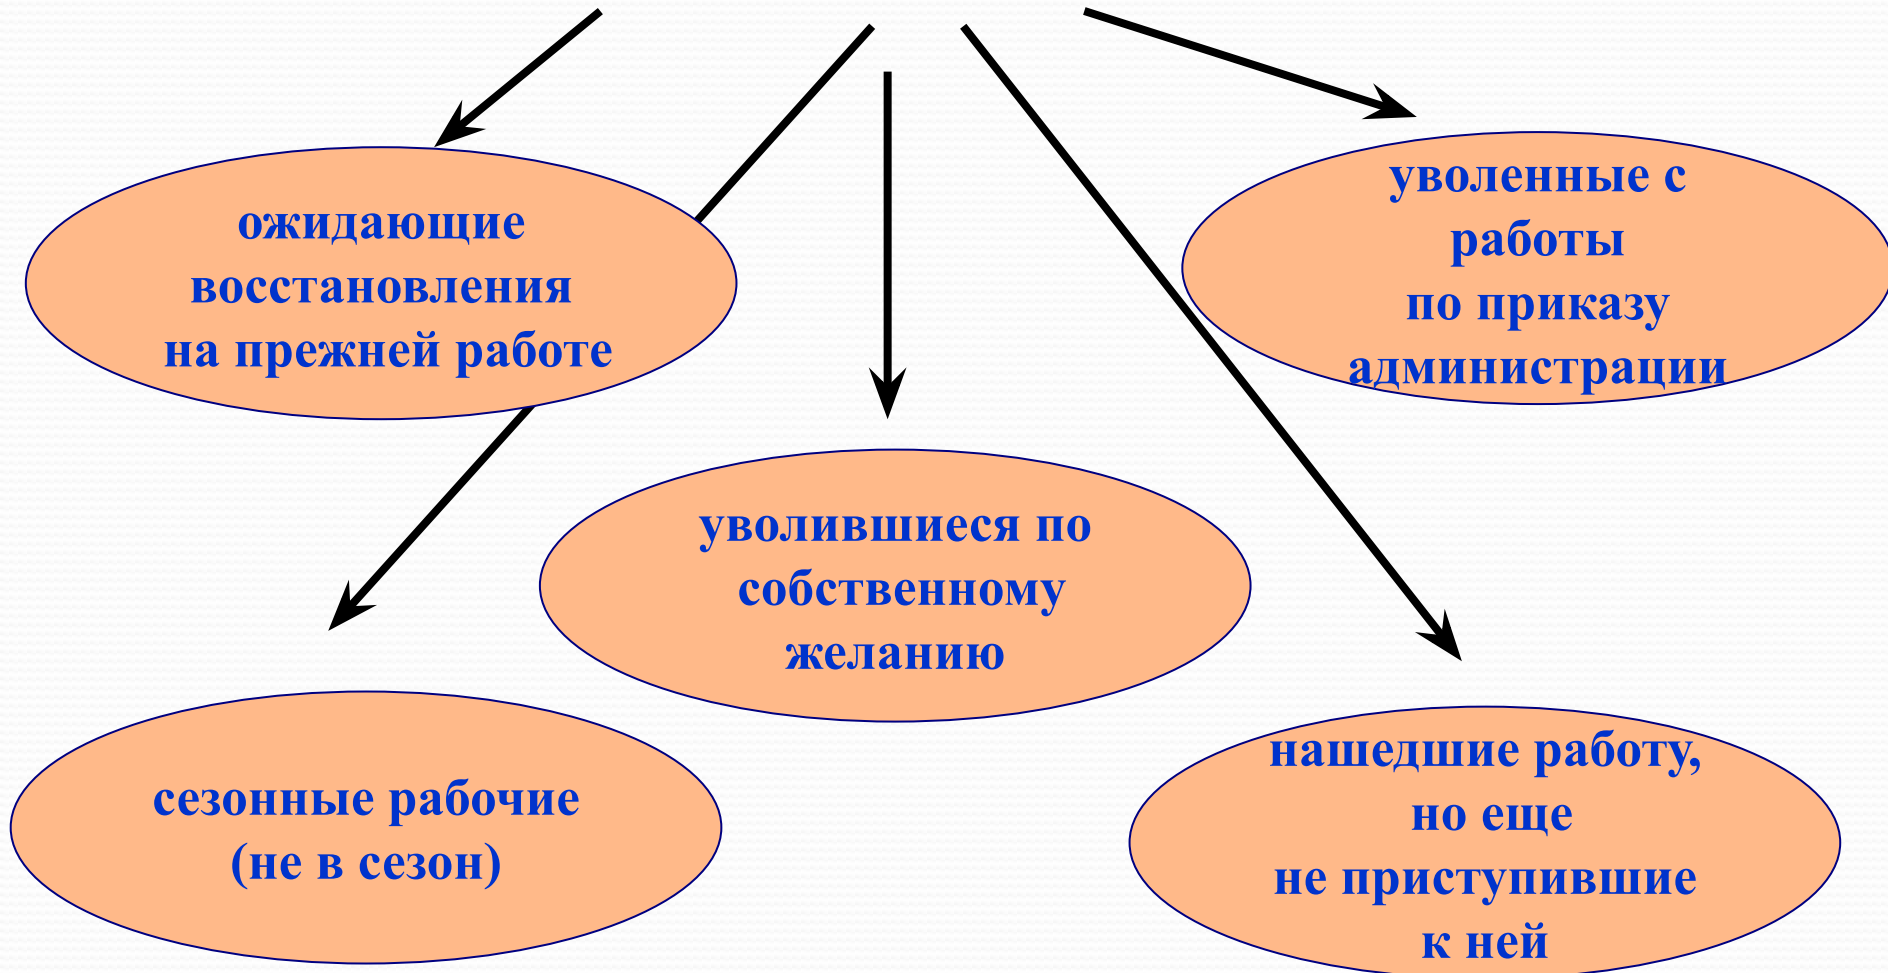 ожидающие
восстановления
на прежней работе
уволенные с
работы
по приказу
администрации
уволившиеся по
собственному
желанию
сезонные рабочие
(не в сезон)
нашедшие работу,
но еще
не приступившие
к ней